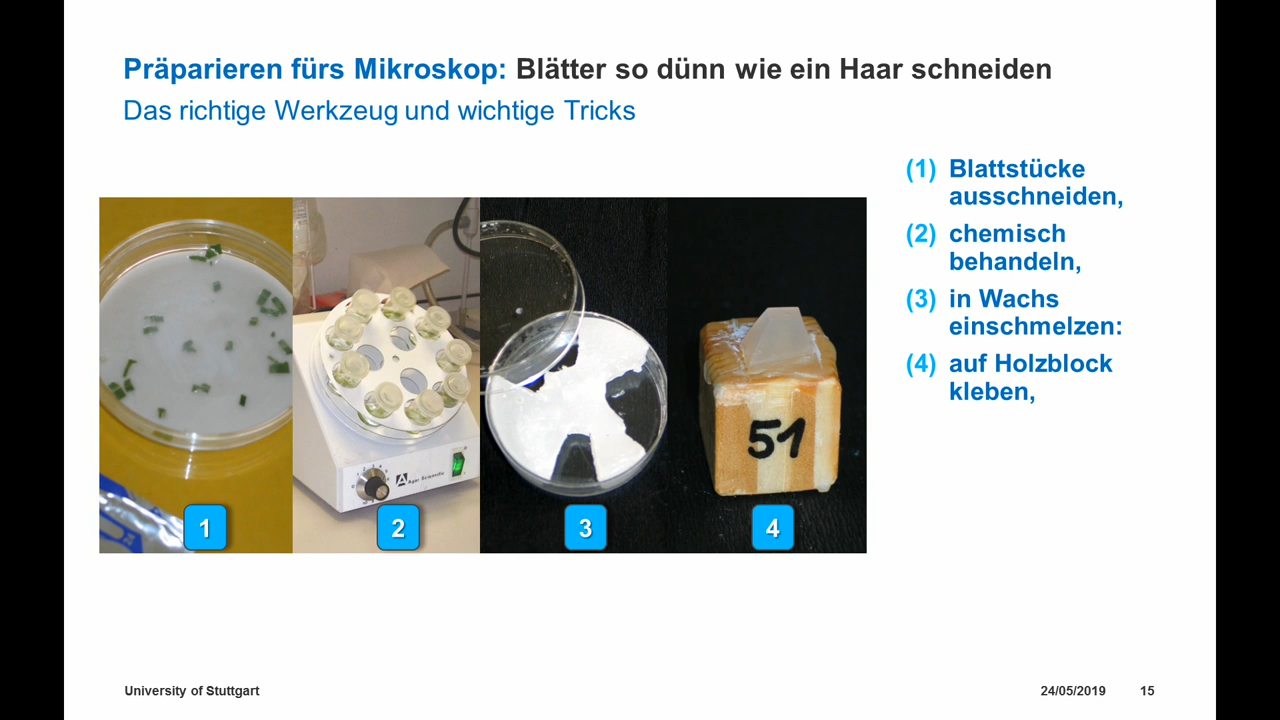 Präparieren fürs Mikroskop: Blätter so dünn wie ein Haar schneiden
Das richtige Werkzeug und wichtige Tricks
(1) Blattstücke
ausschneiden,
(2) chemisch
behandeln,
(3) in Wachs
einschmelzen:
(4) auf Holzblock
kleben,
51
Agar Scientific
1
2
3
4
University of Stuttgart
24/05/2019
15